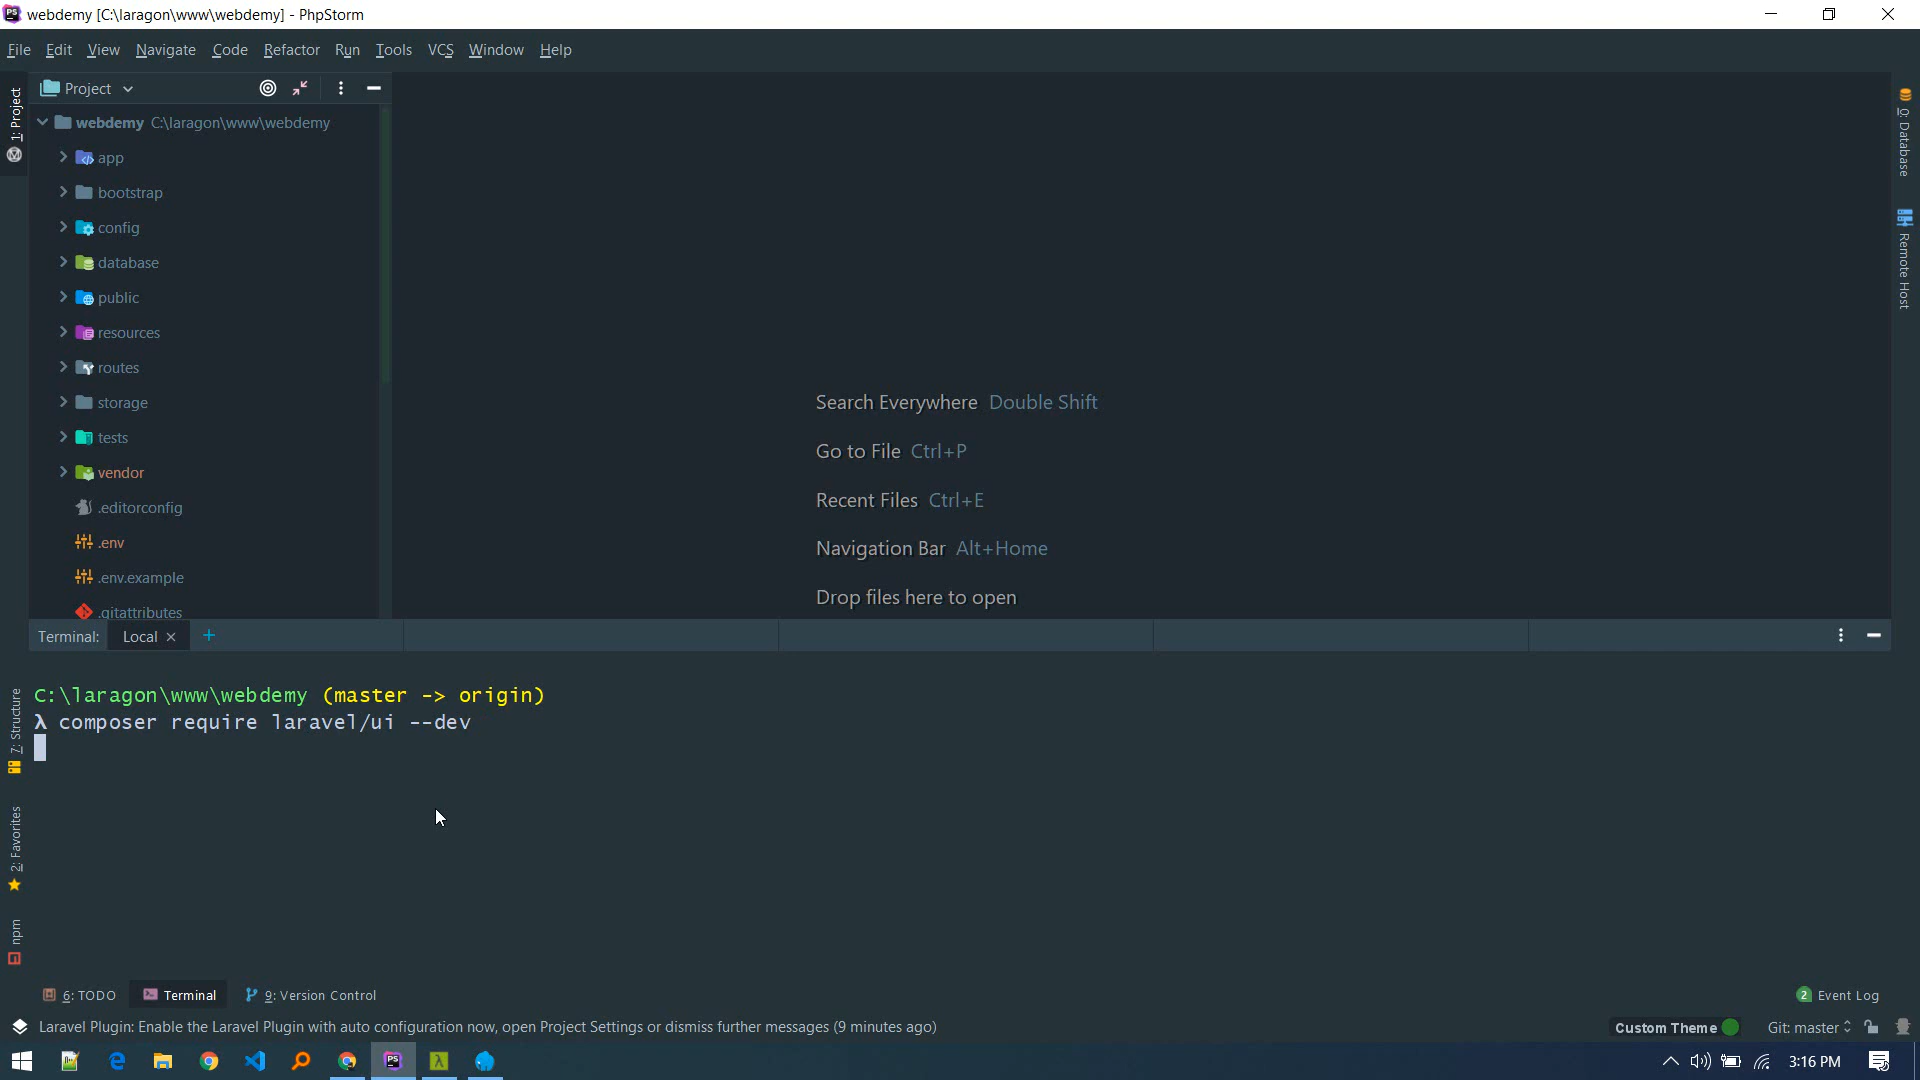 webdemy [C:\laragon\www\webdemy] - PhpStorm
File Edit View Navigate Code Refactor Run Tools VCS Window Help
Project
1: Project
webdemy C:\laragon\www\webdemy
app
bootstrap
config
database
public
resources
routes
storage
tests
vendor
.editorconfig
.env
.env.example
.gitattributes
Search Everywhere Double Shift
Go to File Ctrl+P
Recent Files Ctrl+E
Navigation Bar Alt+Home
Drop files here to open
0: Database
Remote Host
Terminal: Local
C:\laragon\www\webdemy (master -> origin)
λ composer require laravel/ui --dev
7: Structure
2: Favorites
npm
6: TODO Terminal 9: Version Control
2 Event Log
Laravel Plugin: Enable the Laravel Plugin with auto configuration now, open Project Settings or dismiss further messages (9 minutes ago)
Custom Theme Git: master
3:16 PM